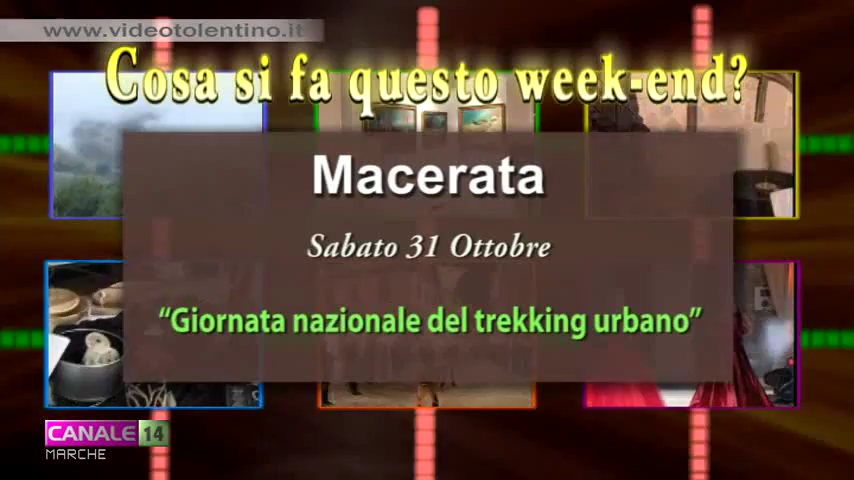 www.videotolentino.it
Cosa si fa questo week-end?
Macerata
Sabato 31 Ottobre
“Giornata nazionale del trekking urbano”
CANALE 14
MARCHE